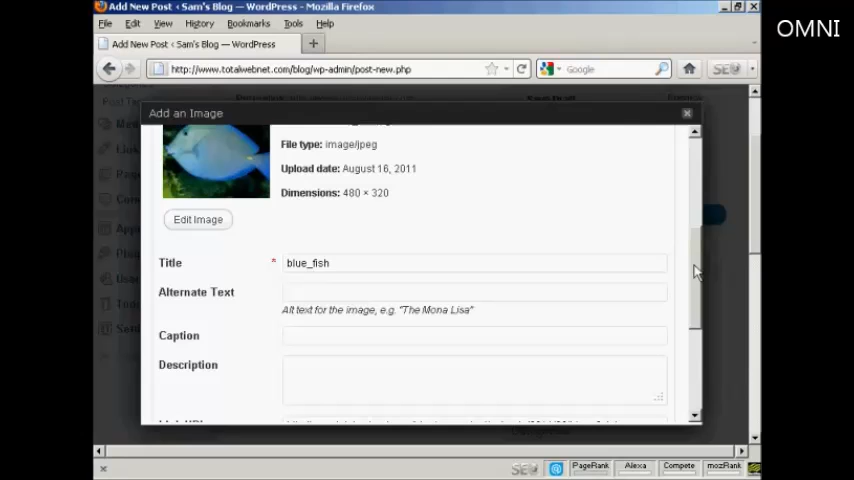 Add New Post ‹ Sam's Blog — WordPress - Mozilla Firefox
OMNI
File Edit View History Bookmarks Tools Help
Add New Post ‹ Sam's Blog — WordPress
http://www.totalwebnet.com/blog/wp-admin/post-new.php
Google
SEO
Add an Image
File type: image/jpeg
Upload date: August 16, 2011
Dimensions: 480 × 320
Edit Image
Title * blue_fish
Alternate Text
Alt text for the image, e.g. "The Mona Lisa"
Caption
Description
PageRank Alexa Compete mozRank